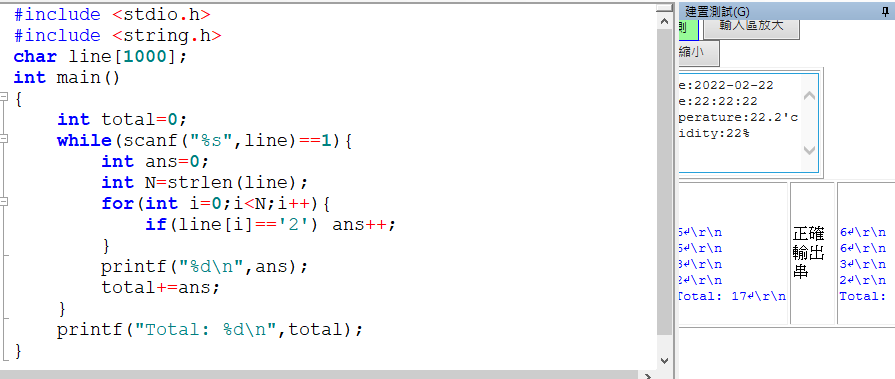 #include <stdio.h>
#include <string.h>
char line[1000];
int main()
{
    int total=0;
    while(scanf("%s",line)==1){
        int ans=0;
        int N=strlen(line);
        for(int i=0;i<N;i++){
            if(line[i]=='2') ans++;
        }
        printf("%d\n",ans);
        total+=ans;
    }
    printf("Total: %d\n",total);
}
建置測試(G)
輸入區放大
縮小
e:2022-02-22
e:22:22:22
perature:22.2'c
idity:22%
6↵\r\n
6↵\r\n
3↵\r\n
2↵\r\n
Total: 17↵\r\n
正確
輸出
串
6↵\r\n
6↵\r\n
3↵\r\n
2↵\r\n
Total: